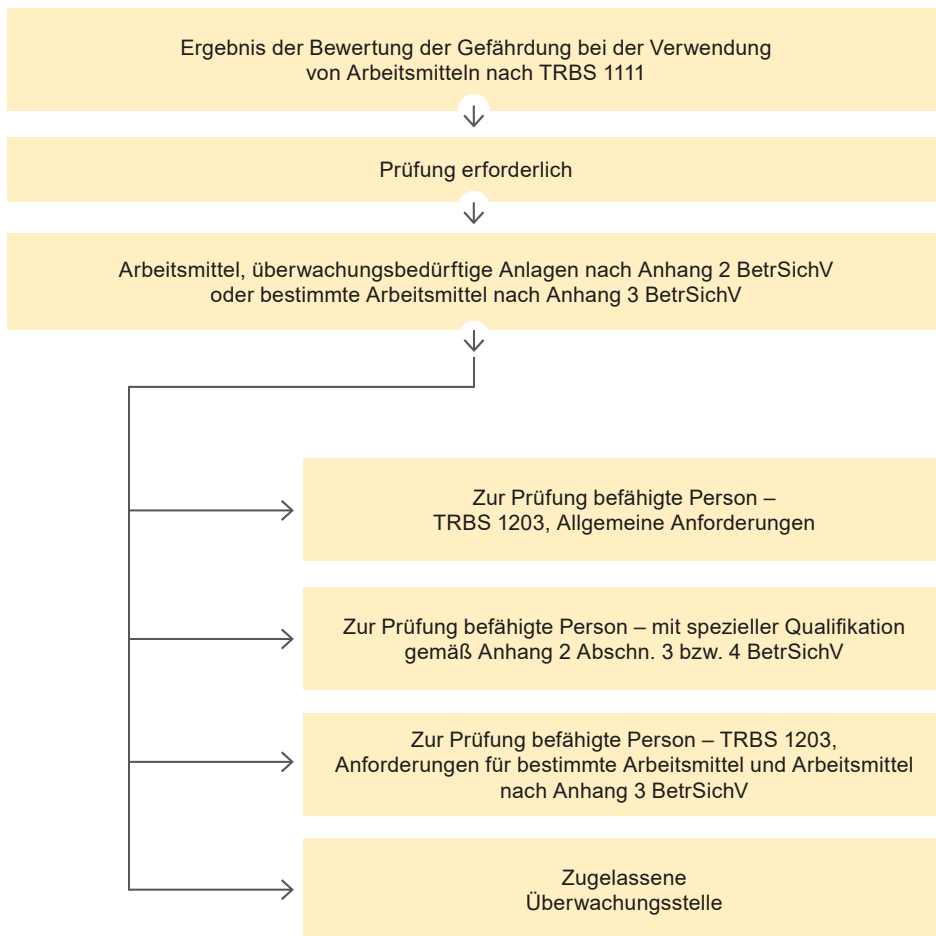 Ergebnis der Bewertung der Gefährdung bei der Verwendung
von Arbeitsmitteln nach TRBS 1111
Prüfung erforderlich
Arbeitsmittel, überwachungsbedürftige Anlagen nach Anhang 2 BetrSichV
oder bestimmte Arbeitsmittel nach Anhang 3 BetrSichV
Zur Prüfung befähigte Person –
TRBS 1203, Allgemeine Anforderungen
Zur Prüfung befähigte Person – mit spezieller Qualifikation
gemäß Anhang 2 Abschn. 3 bzw. 4 BetrSichV
Zur Prüfung befähigte Person – TRBS 1203,
Anforderungen für bestimmte Arbeitsmittel und Arbeitsmittel
nach Anhang 3 BetrSichV
Zugelassene
Überwachungsstelle